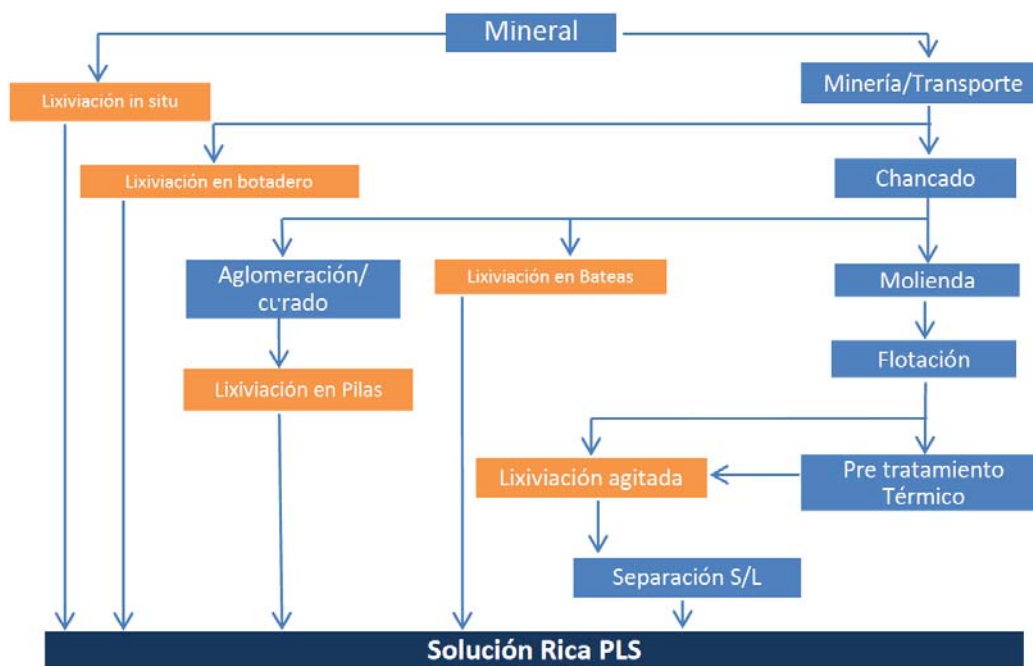 Mineral
Lixiviación in situ
Minería/Transporte
Lixiviación en botadero
Chancado
Aglomeración/
curado
Lixiviación en Bateas
Molienda
Flotación
Lixiviación en Pilas
Lixiviación agitada
Pre tratamiento
Térmico
Separación S/L
Solución Rica PLS